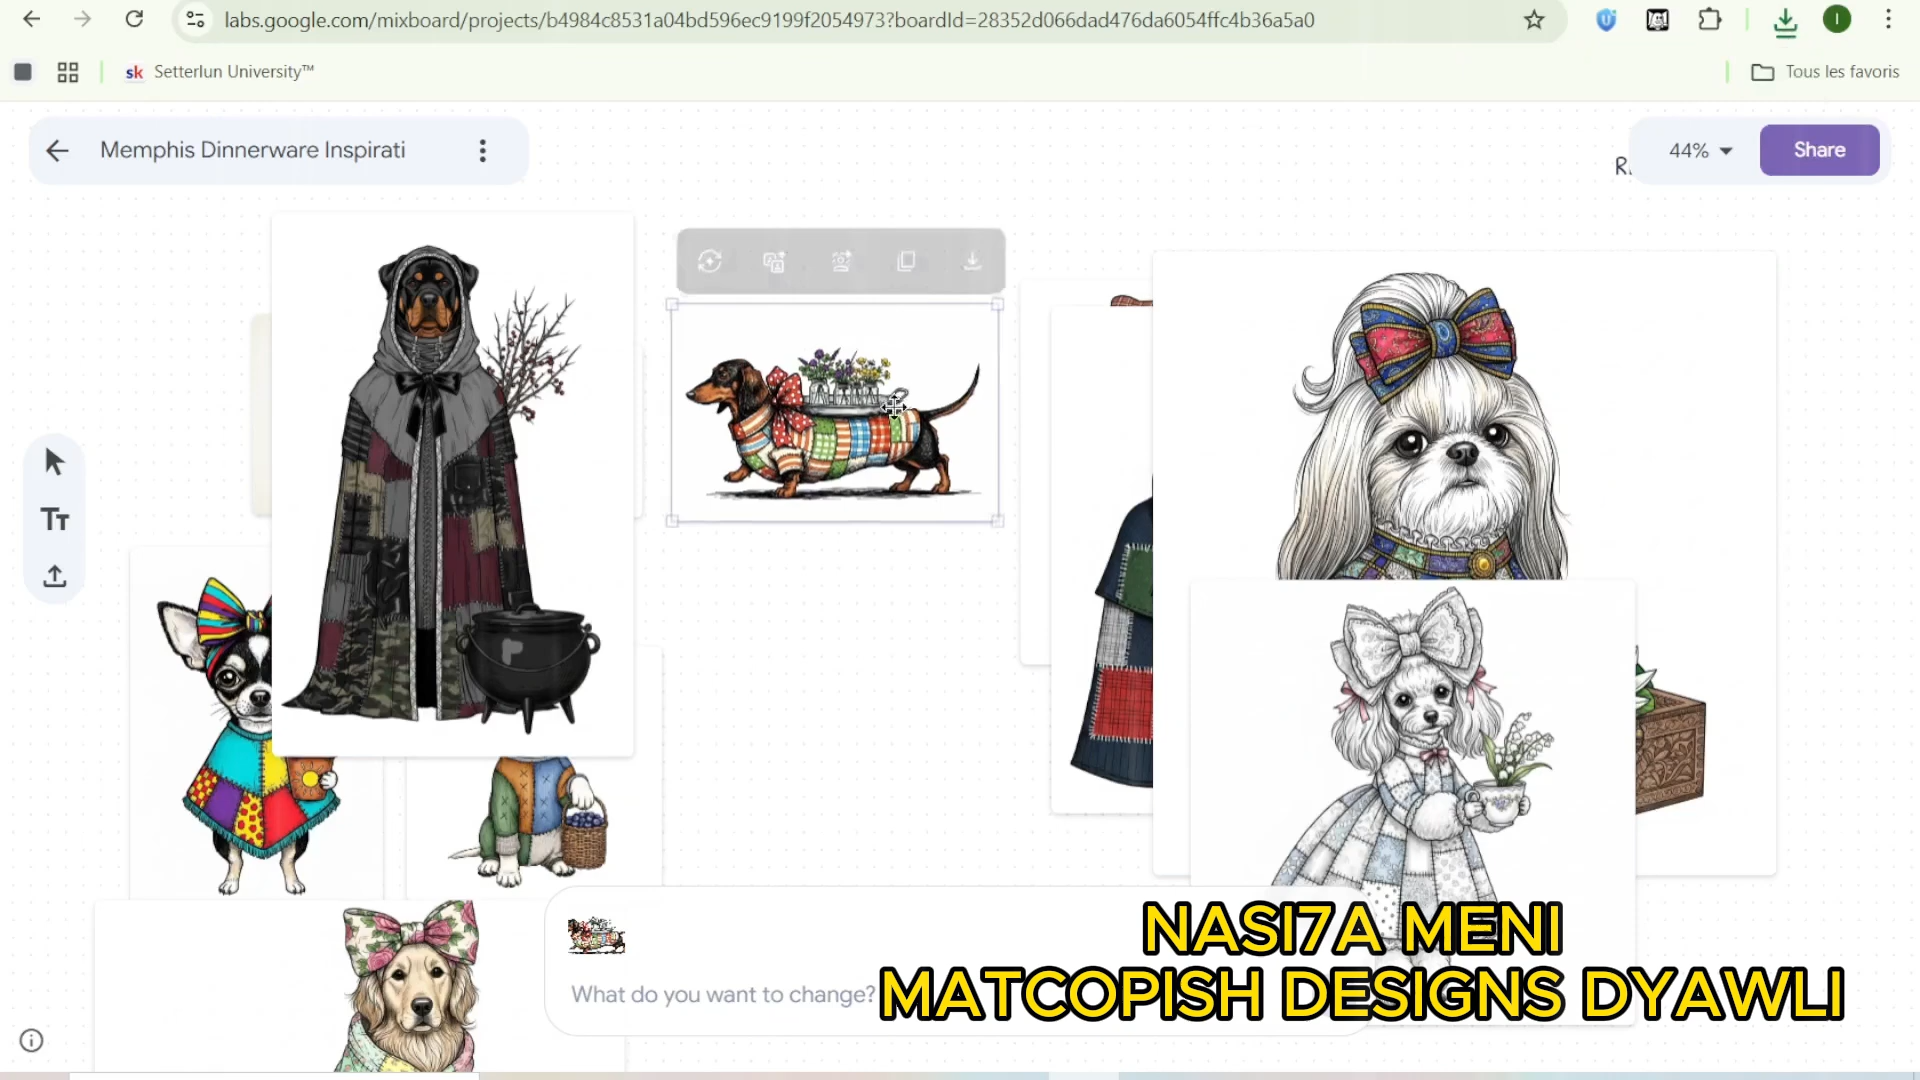 labs.google.com/mixboard/projects/b4984c8531a04bd596ec9199f2054973?boardId=28352d066dad476da6054ffc4b36a5a0
I
sk Setterlun University™
Tous les favoris
Memphis Dinnerware Inspirati
44%
Share
Tт
What do you want to change?
NASI7A MENI
MATCOPISH DESIGNS DYAWLI